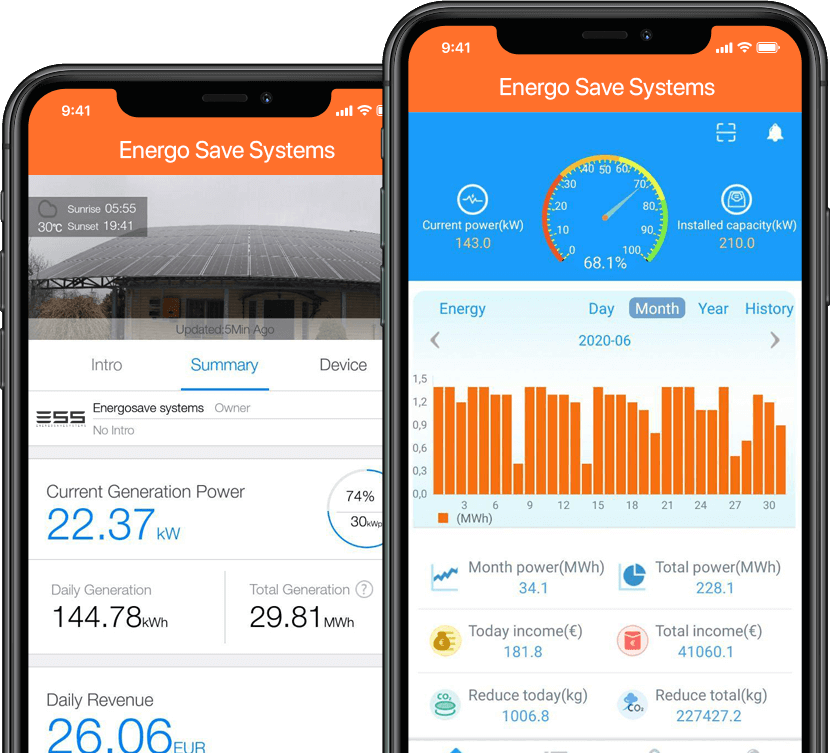 9:41
Energo Save Systems
Sunrise 05:55
30℃ Sunset 19:41
Updated:5Min Ago
Intro Summary Device
ESS
Energosave systems Owner
No Intro
Current Generation Power
22.37kW
74%
30kWp
Daily Generation Total Generation ?
144.78kWh 29.81MWh
Daily Revenue
26.06EUR
9:41
Energo Save Systems
Current power(kW)
143.0
0 10 20 30 40 50 60 70 80 90 100
68.1%
Installed capacity(kW)
210.0
Energy Day Month Year History
2020-06
1,5
1,2
0,9
0,6
0,3
0,0
3 6 9 12 15 18 21 24 27 30
(MWh)
Month power(MWh) Total power(MWh)
34.1 228.1
Today income(€) Total income(€)
181.8 41060.1
CO₂ Reduce today(kg) CO₂ Reduce total(kg)
1006.8 227427.2